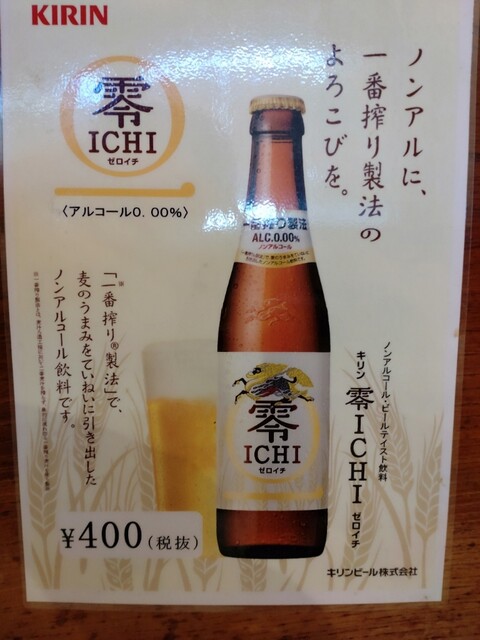 KIRIN
ノンアルに、
一番搾り製法の
よろこびを。
零
ICHI
ゼロイチ
〈アルコール0.00%〉
一番搾り製法
ALC.0.00%
ノンアルコール
零
ICHI
ゼロイチ
「一番搾り®製法」で、
麦のうまみをていねいに引き出した
ノンアルコール飲料です。
ノンアルコール・ビールテイスト飲料
キリン 零ICHI ゼロイチ
¥400(税抜)
キリンビール株式会社